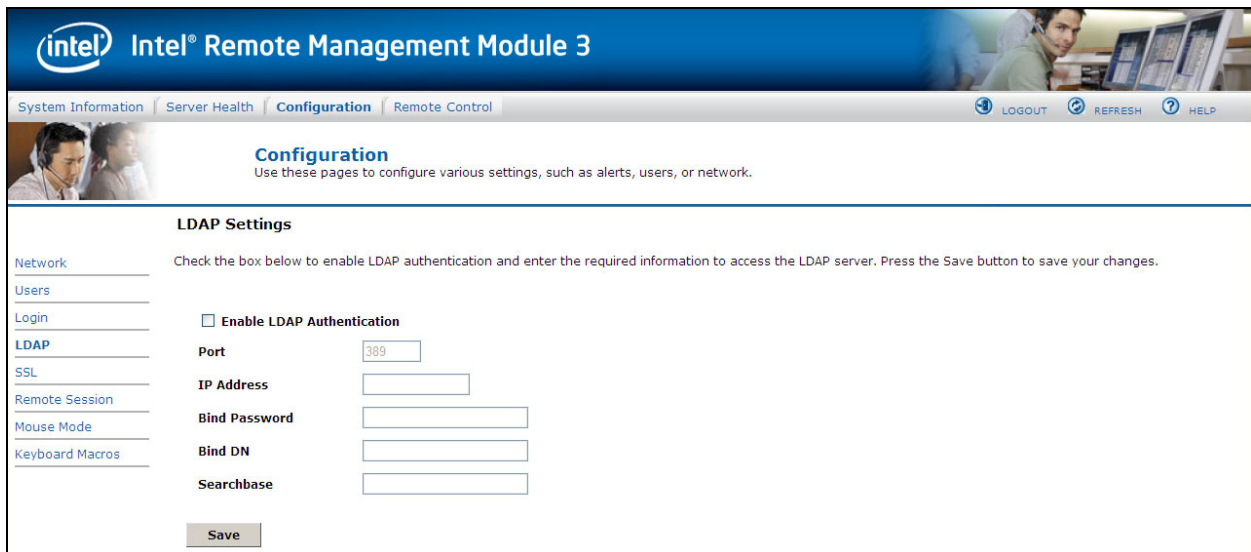 intel® Intel® Remote Management Module 3
System Information Server Health Configuration Remote Control LOGOUT REFRESH ? HELP
Configuration
Use these pages to configure various settings, such as alerts, users, or network.
LDAP Settings
Check the box below to enable LDAP authentication and enter the required information to access the LDAP server. Press the Save button to save your changes.
Network
Users
Login
LDAP
SSL
Remote Session
Mouse Mode
Keyboard Macros
Enable LDAP Authentication
Port 389
IP Address
Bind Password
Bind DN
Searchbase
Save